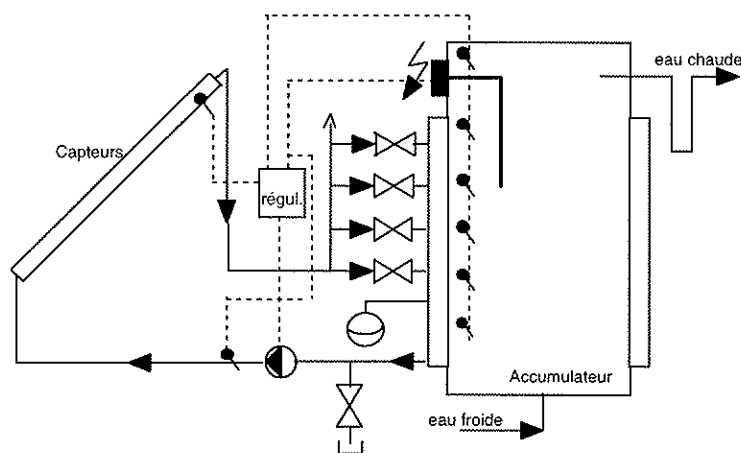 eau chaude
Capteurs
régul.
Accumulateur
eau froide